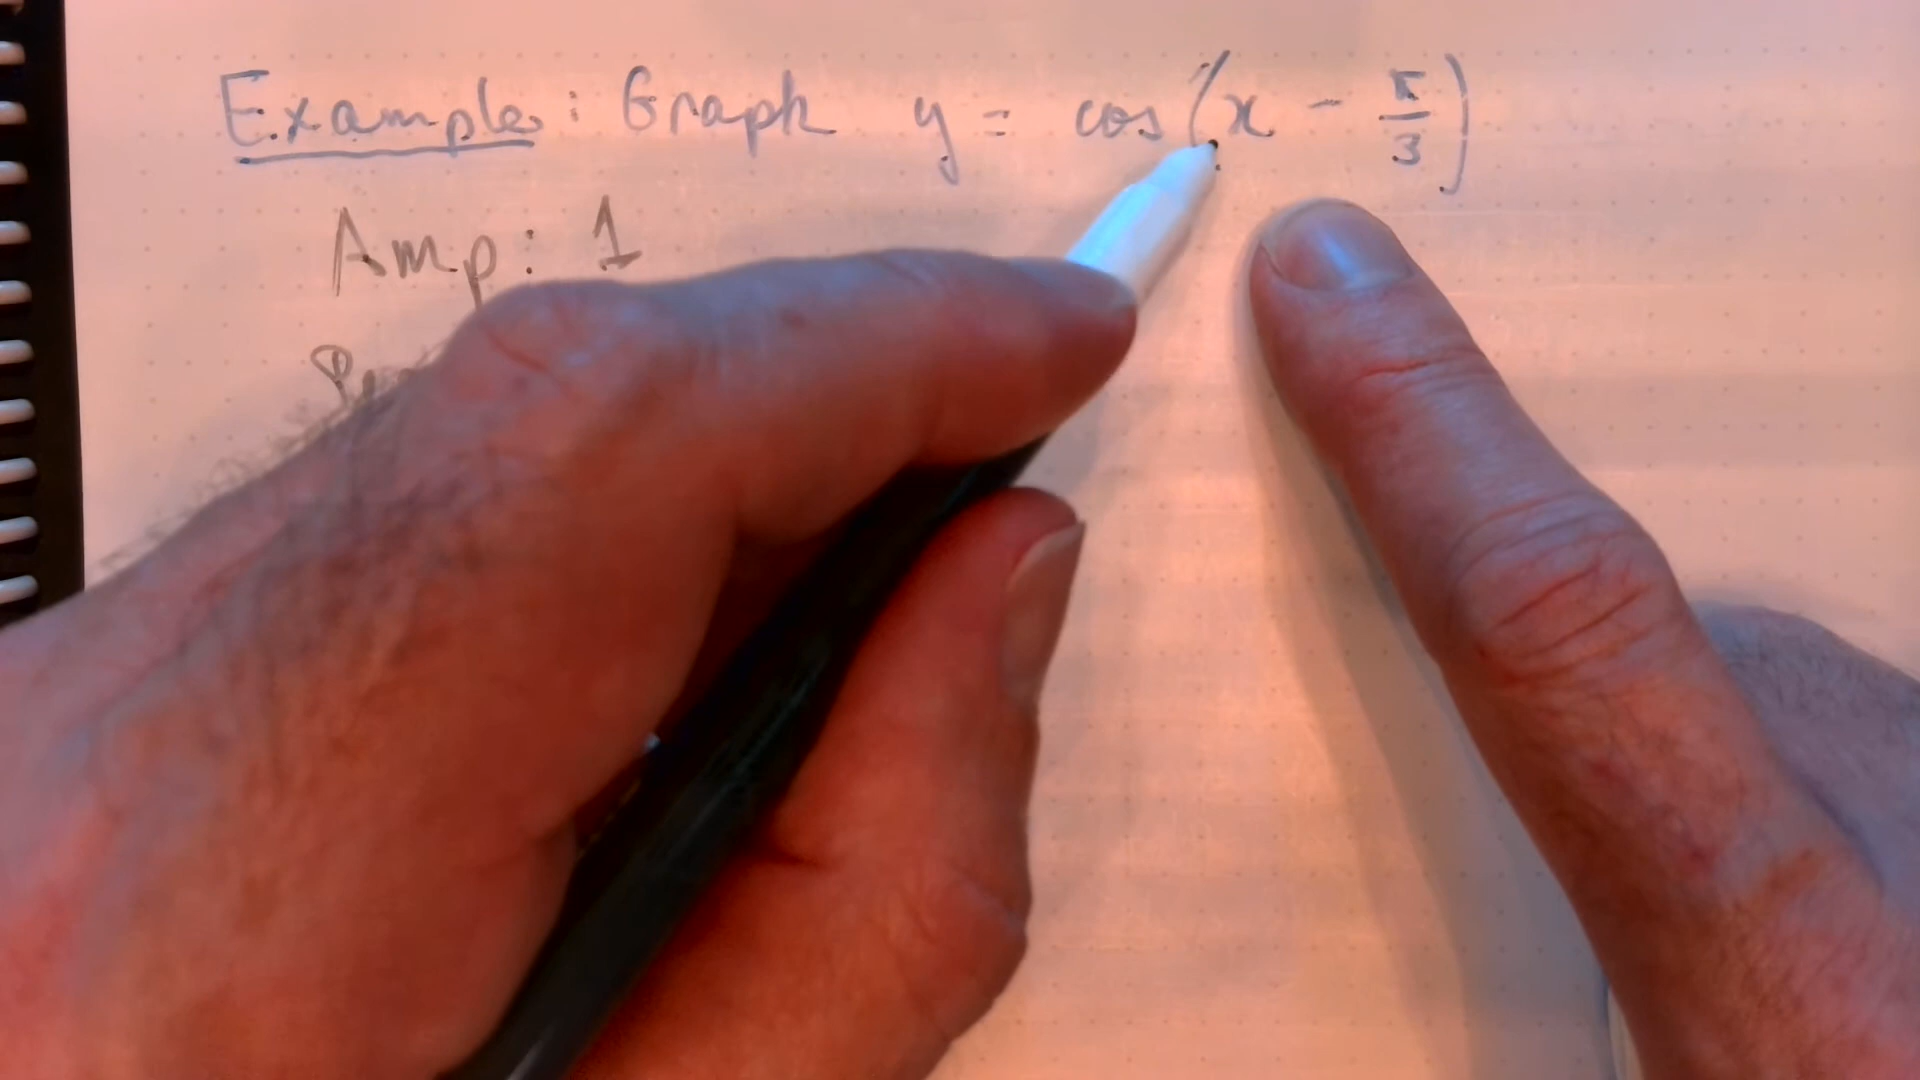 Example: Graph y = cos(x - π/3)
Amp: 1